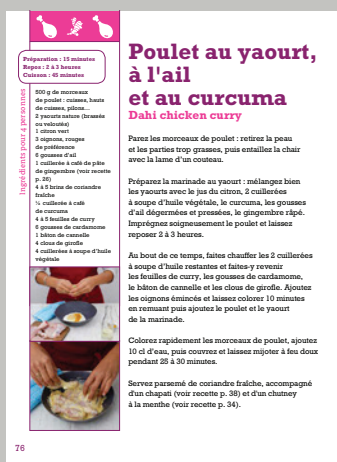 Préparation : 15 minutes
Repos : 2 à 3 heures
Cuisson : 45 minutes
Ingrédients pour 4 personnes
500 g de morceaux
de poulet : cuisses, hauts
de cuisses, pilons...
2 yaourts nature (brassés
ou veloutés)
1 citron vert
3 oignons, rouges
de préférence
6 gousses d'ail
1 cuillerée à café de pâte
de gingembre (voir recette
p. 26)
4 à 5 brins de coriandre
fraîche
½ cuillerée à café
de curcuma
4 à 5 feuilles de curry
6 gousses de cardamome
1 bâton de cannelle
4 clous de girofle
4 cuillerées à soupe d'huile
végétale
Poulet au yaourt,
à l'ail
et au curcuma
Dahi chicken curry
Parez les morceaux de poulet : retirez la peau
et les parties trop grasses, puis entaillez la chair
avec la lame d'un couteau.
Préparez la marinade au yaourt : mélangez bien
les yaourts avec le jus du citron, 2 cuillerées
à soupe d'huile végétale, le curcuma, les gousses
d'ail dégermées et pressées, le gingembre râpé.
Imprégnez soigneusement le poulet et laissez
reposer 2 à 3 heures.
Au bout de ce temps, faites chauffer les 2 cuillerées
à soupe d'huile restantes et faites-y revenir
les feuilles de curry, les gousses de cardamome,
le bâton de cannelle et les clous de girofle. Ajoutez
les oignons émincés et laissez colorer 10 minutes
en remuant puis ajoutez le poulet et le yaourt
de la marinade.
Colorez rapidement les morceaux de poulet, ajoutez
10 cl d'eau, puis couvrez et laissez mijoter à feu doux
pendant 25 à 30 minutes.
Servez parsemé de coriandre fraîche, accompagné
d'un chapati (voir recette p. 38) et d'un chutney
à la menthe (voir recette p. 34).
76